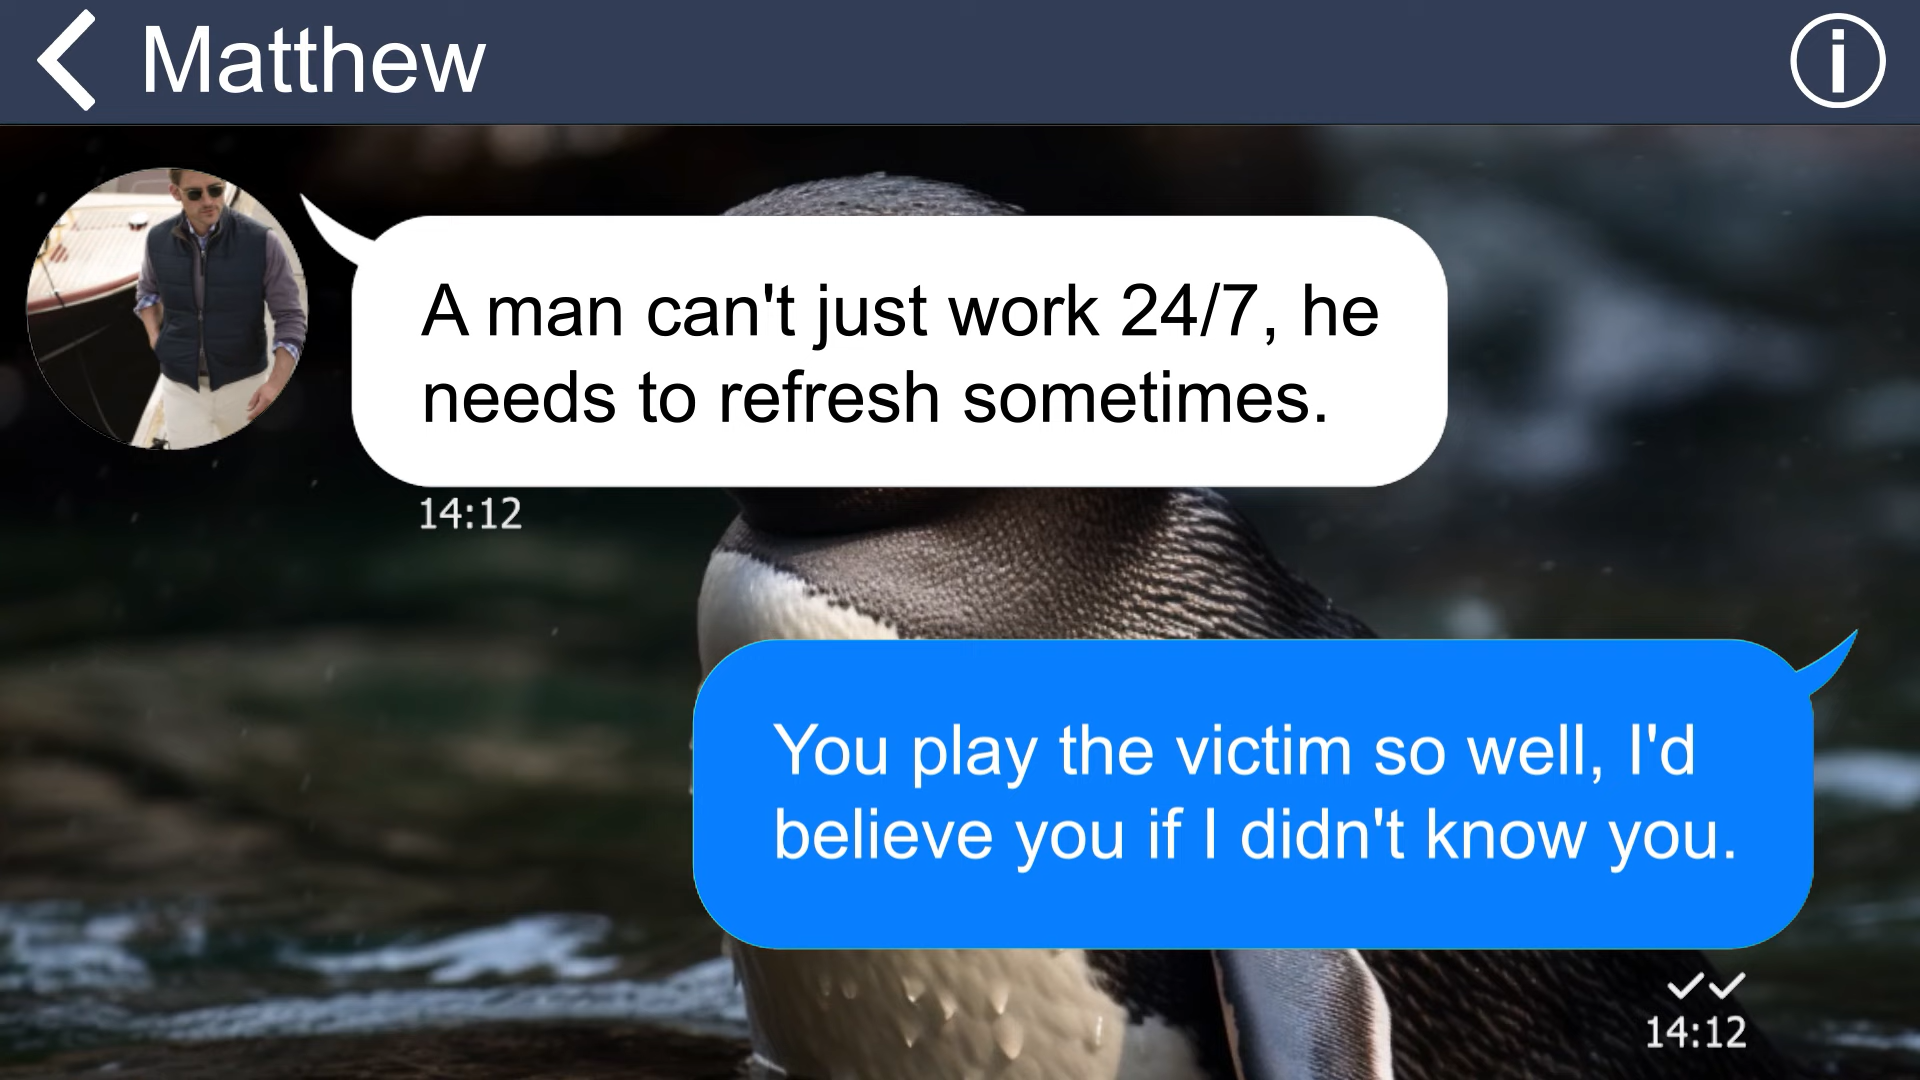 Matthew
A man can't just work 24/7, he
needs to refresh sometimes.
14:12
You play the victim so well, I'd
believe you if I didn't know you.
14:12